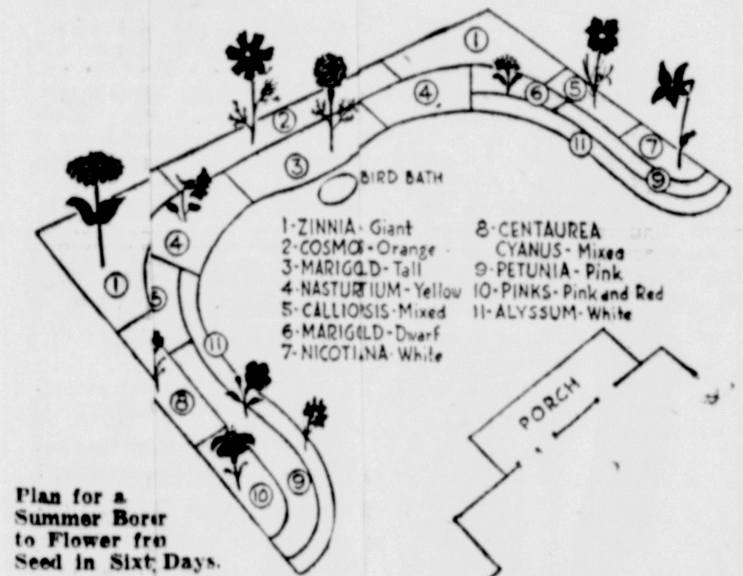 ①
⑤
②
⑥
④
③
⑦
⑪
⑨
BIRD BATH
④
①
⑤
⑪
⑧
⑨
⑩
1-ZINNIA- Giant
2-COSMOS-Orange
3-MARIGOLD-Tall
4-NASTURTIUM-Yellow
5-CALLIOPSIS-Mixed
6-MARIGOLD-Dwarf
7-NICOTIANA-White
8-CENTAUREA
CYANUS-Mixed
9-PETUNIA-Pink
10-PINKS-Pink and Red
11-ALYSSUM-White
PORCH
Plan for a
Summer Borer
to Flower fro
Seed in Sixt Days.